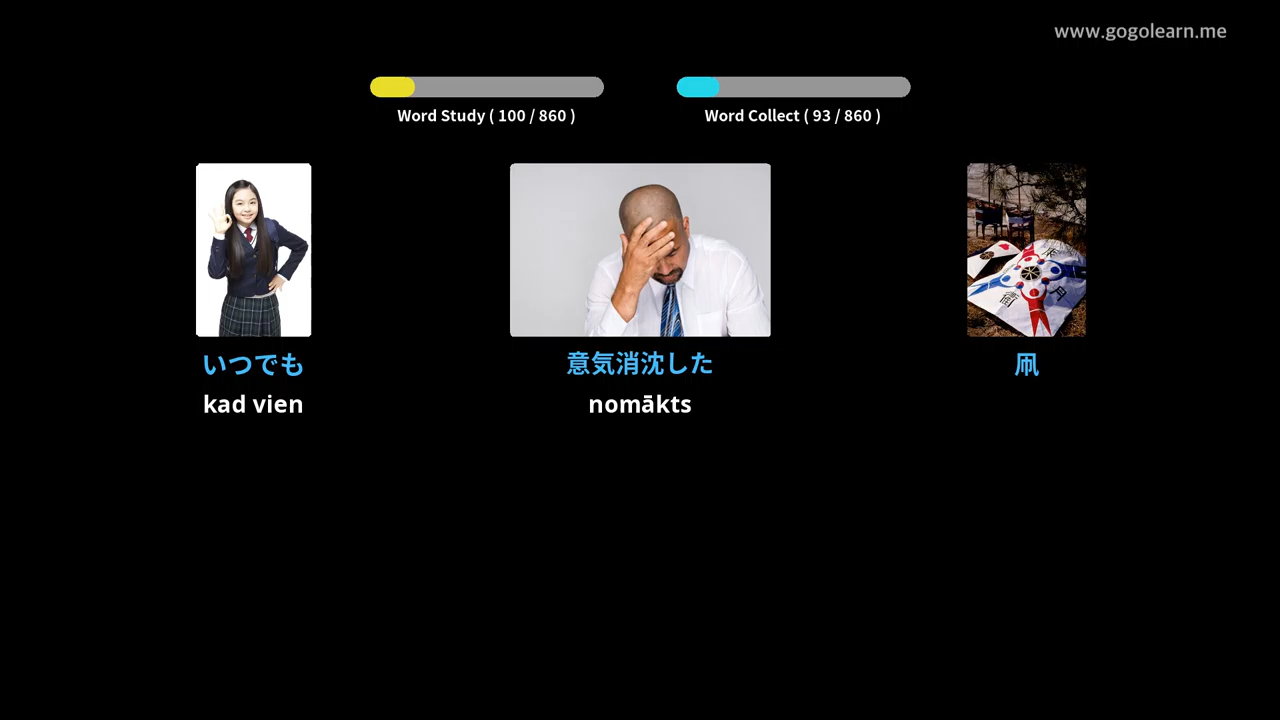 www.gogolearn.me
Word Study ( 100 / 860 )
Word Collect ( 93 / 860 )
いつでも
kad vien
意気消沈した
nomākts
凧